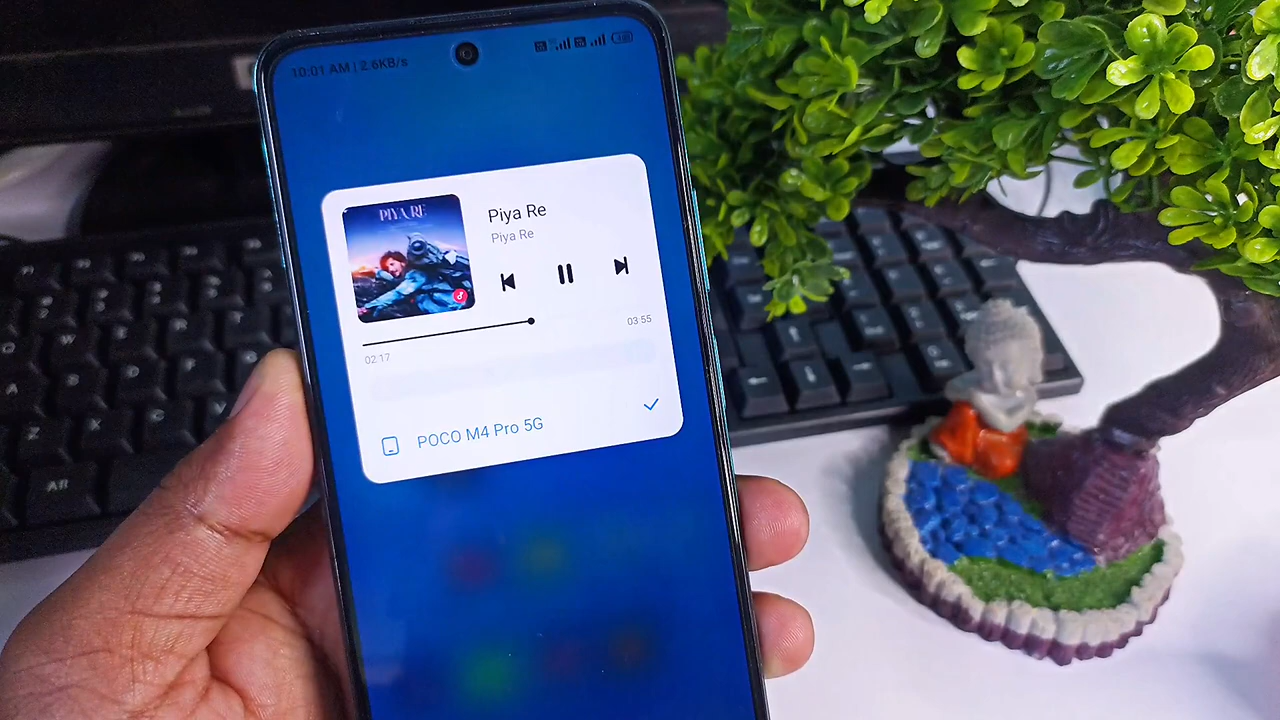 10:01 AM | 2.6KB/s
PIYA RE
Piya Re
Piya Re
02:17
03:55
POCO M4 Pro 5G
Q
W
A
Z
X
C
Alt